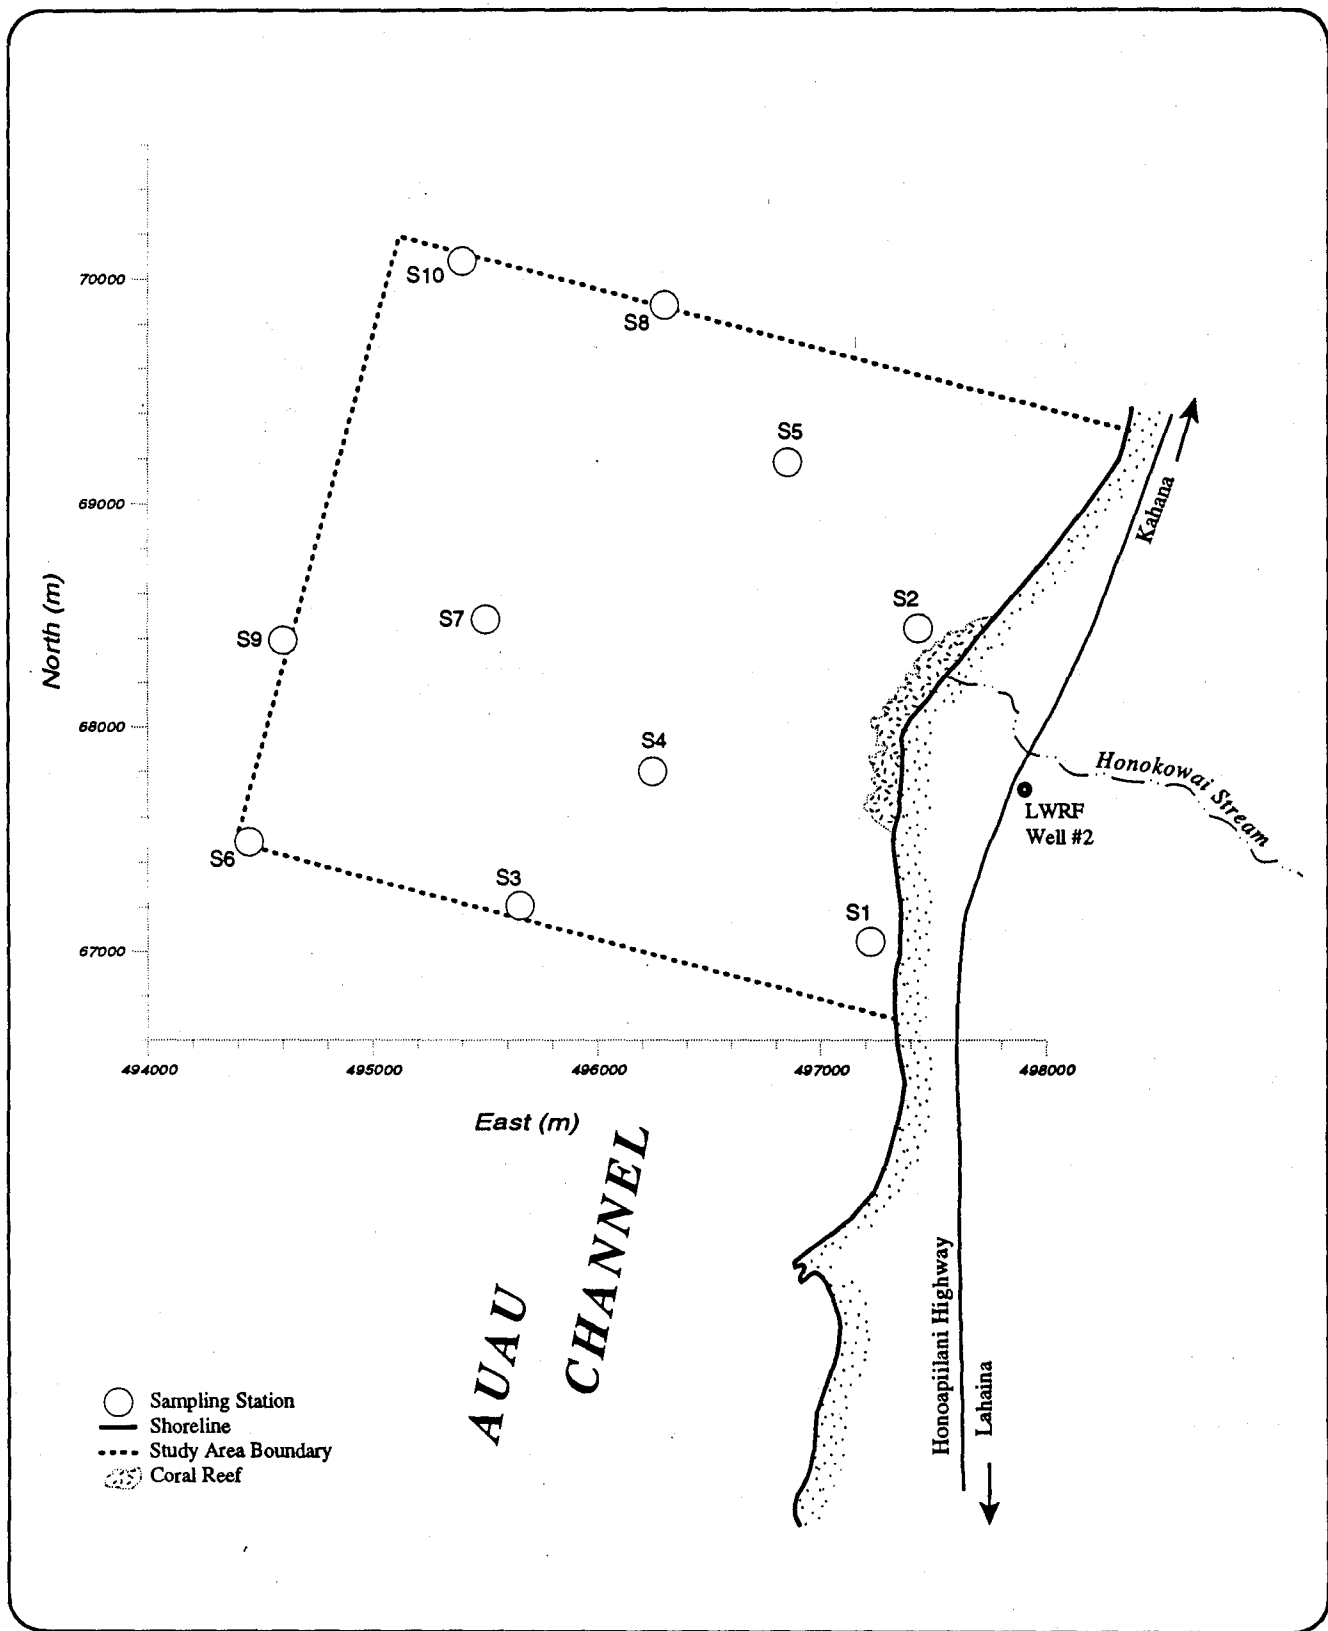 S10
70000
S8
S5
69000
Kahana
North (m)
S2
S7
S9
68000
S4
Honokowai Stream
LWRF
Well #2
S6
S3
S1
67000
494000
495000
496000
497000
498000
East (m)
AUAU
CHANNEL
Honoapiilani Highway
Lahaina
Sampling Station
Shoreline
Study Area Boundary
Coral Reef